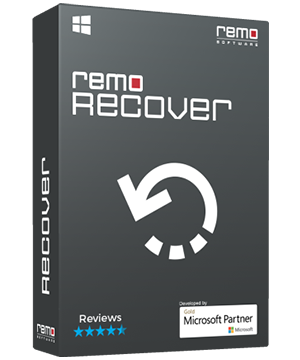 remo
SOFTWARE
remo
RECOVER
remo
RECOVER
Reviews
Developed by
Gold
Microsoft Partner
Microsoft